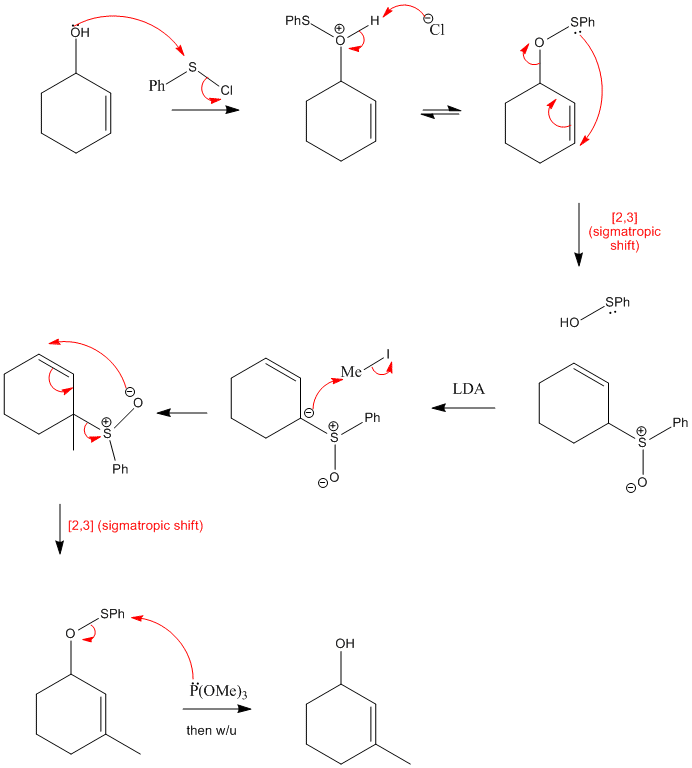 OH
S
Ph
Cl
PhS
H
O
Cl
O
SPh
[2,3]
(sigmatropic
shift)
HO
SPh
S
Ph
O
LDA
Me
I
S
Ph
O
O
S
Ph
[2,3] (sigmatropic shift)
O
SPh
P(OMe)3
then w/u
OH